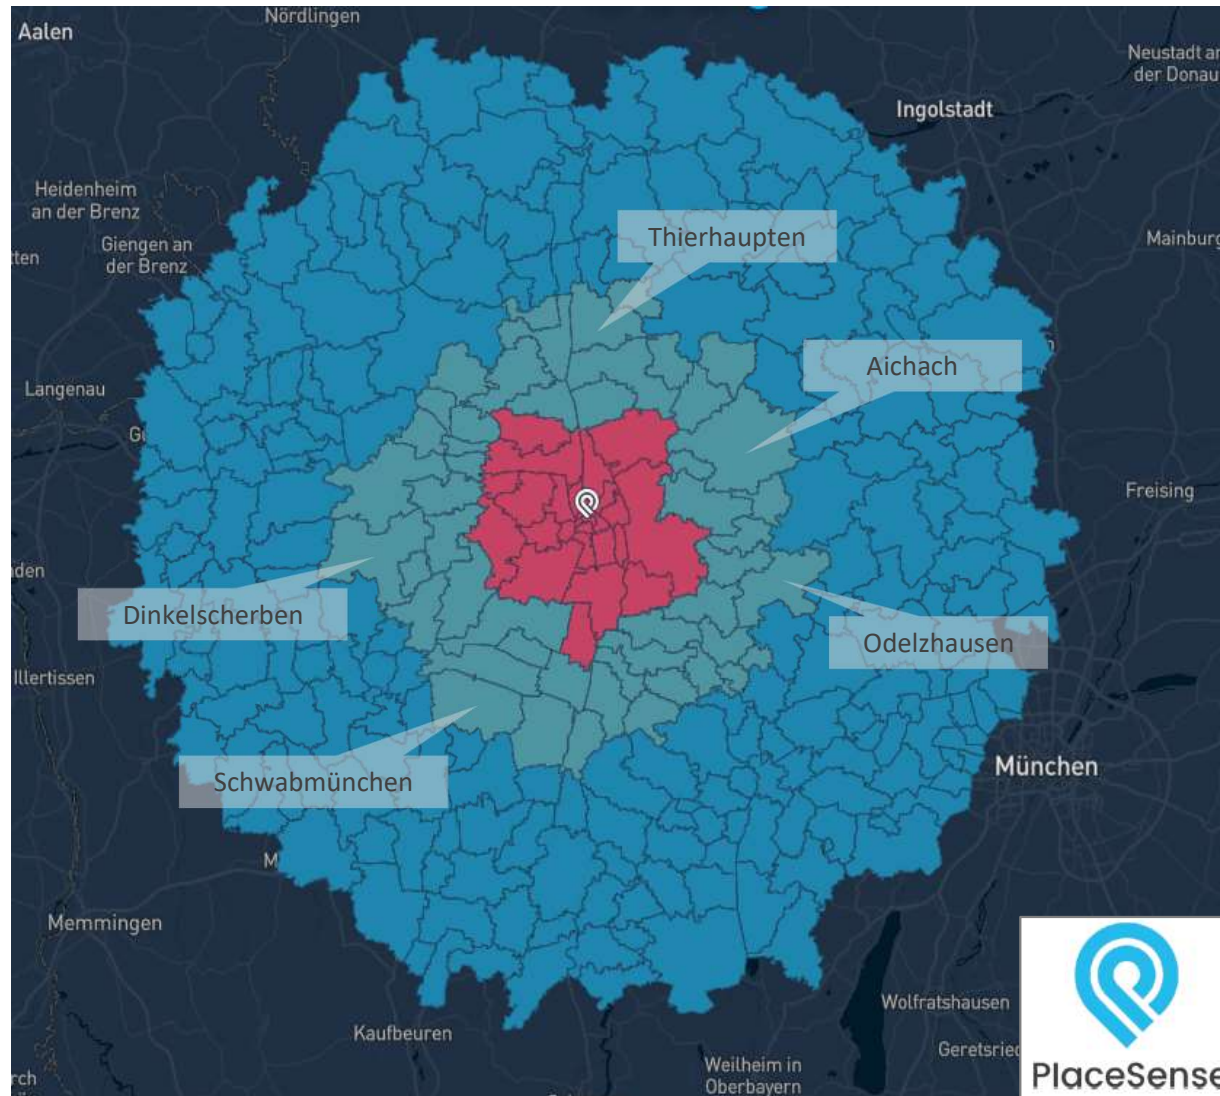 Nördlingen
Aalen
Neustadt an
der Donau
Ingolstadt
Heidenheim
an der Brenz
Thierhaupten
Giengen an
der Brenz
Mainburg
Aichach
Langenau
Freising
Dinkelscherben
Odelzhausen
Illertissen
München
Schwabmünchen
Memmingen
Wolfratshausen
Kaufbeuren
Geretsried
Weilheim in
Oberbayern
PlaceSense